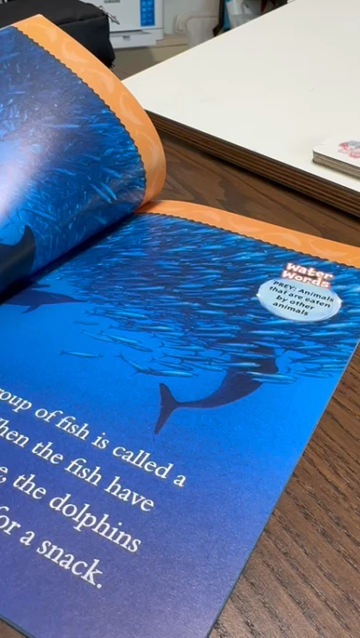 Water
Words
PREY: Animals
that are eaten
by other
animals
group of fish is called a
hen the fish have
e, the dolphins
for a snack.